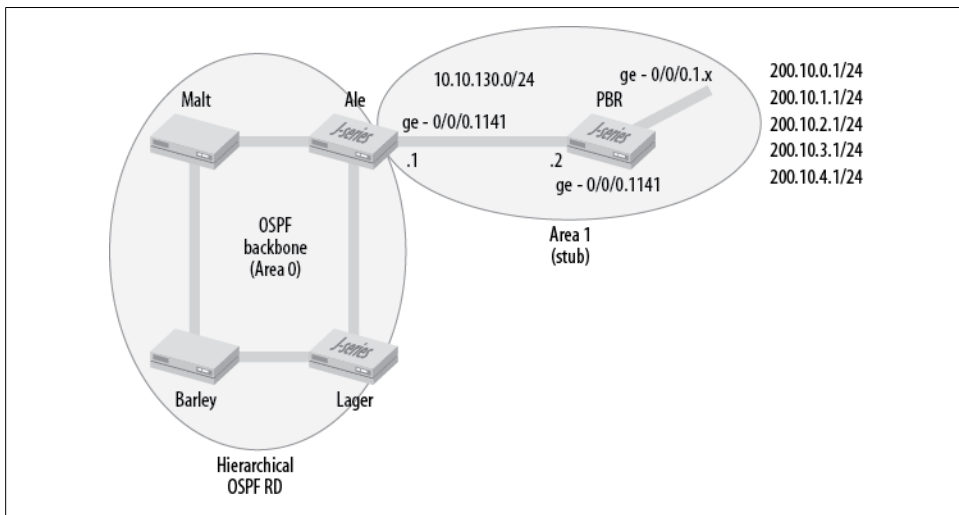 10.10.130.0/24
ge - 0/0/0.1.x
200.10.0.1/24
200.10.1.1/24
200.10.2.1/24
200.10.3.1/24
200.10.4.1/24
Malt
Ale
PBR
ge - 0/0/0.1141
J-series
J-series
.1
.2
ge - 0/0/0.1141
OSPF
backbone
(Area 0)
Area 1
(stub)
J-series
Barley
Lager
Hierarchical
OSPF RD